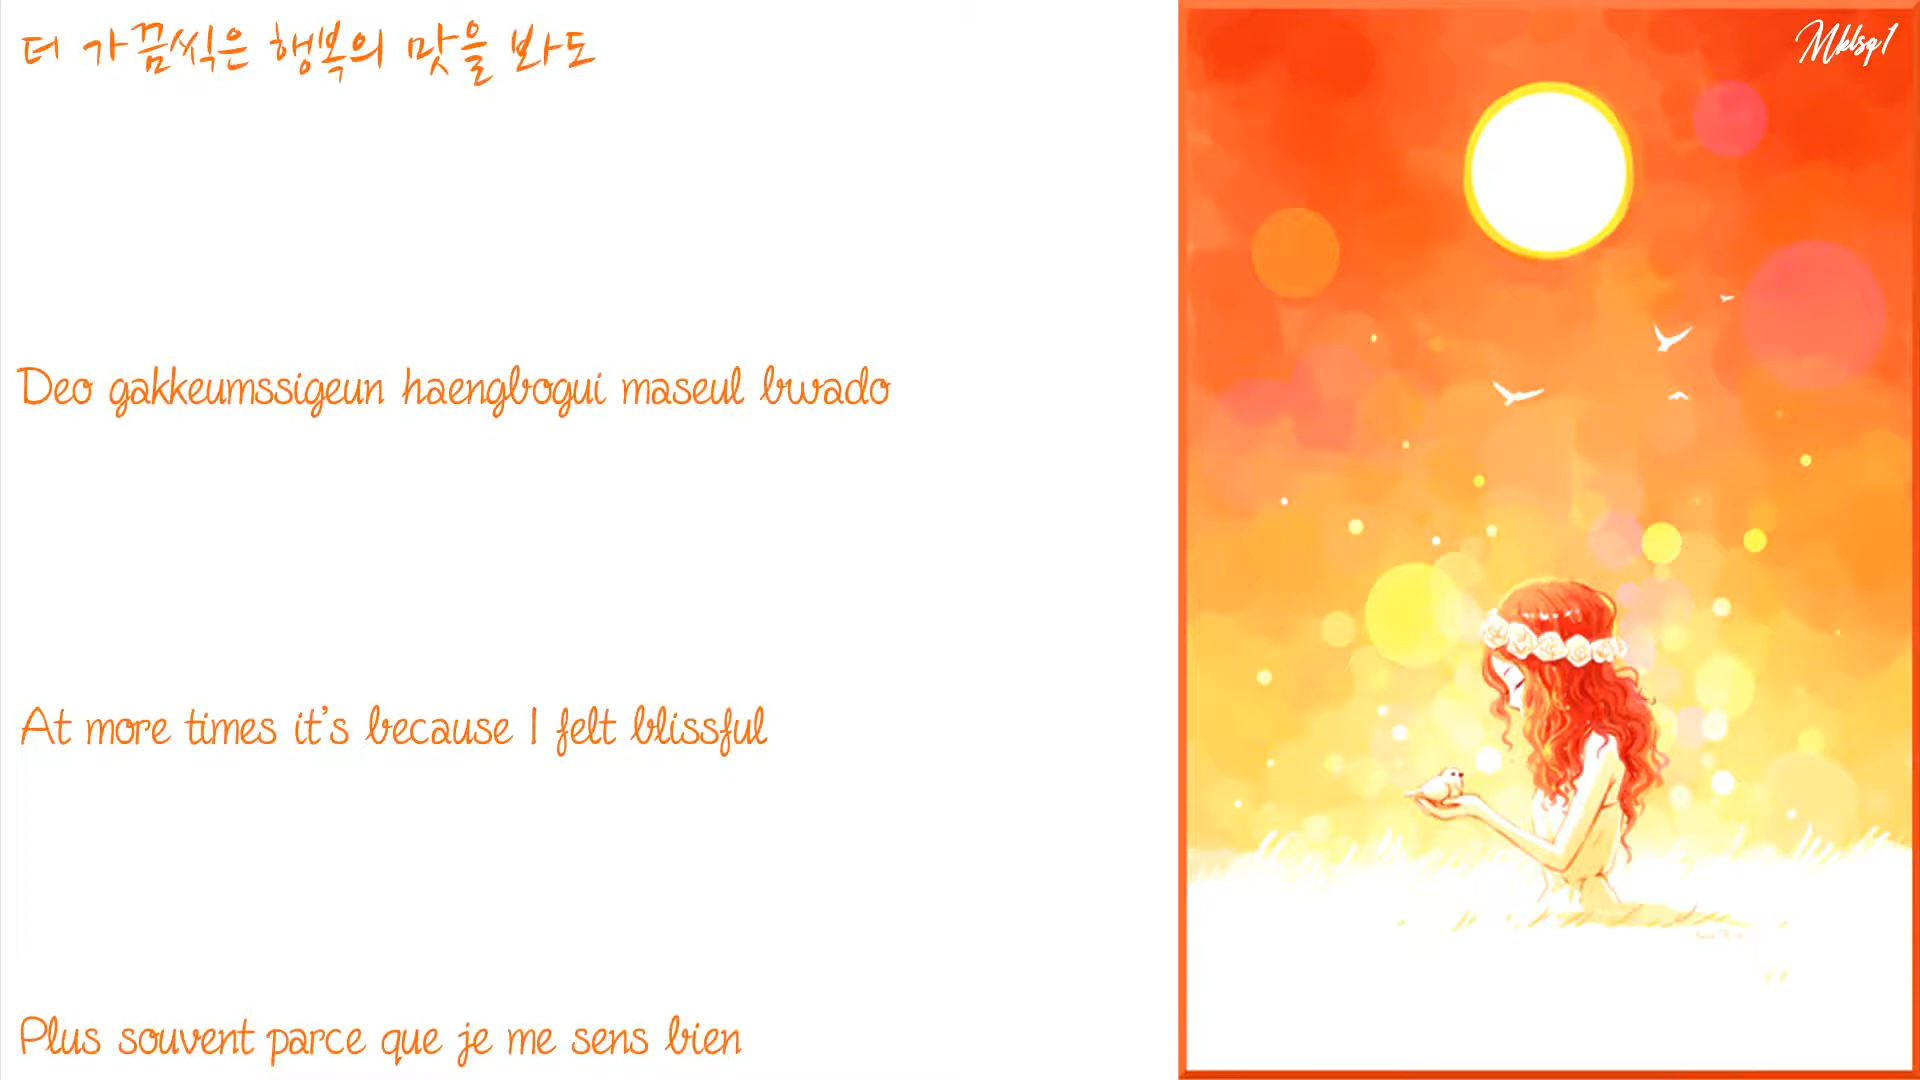 더 가끔씩은 행복의 맛을 봐도
Mklsq1
Deo gakkeumssigeun haengbogui maseul bwado
At more times it's because I felt blissful
Plus souvent parce que je me sens bien